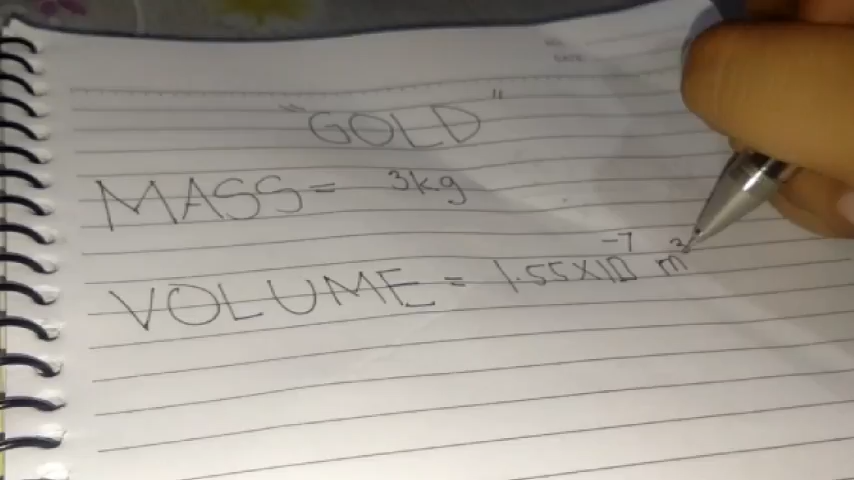 "GOLD"
MASS = 3kg
VOLUME = 1.55X10⁻⁷ m³